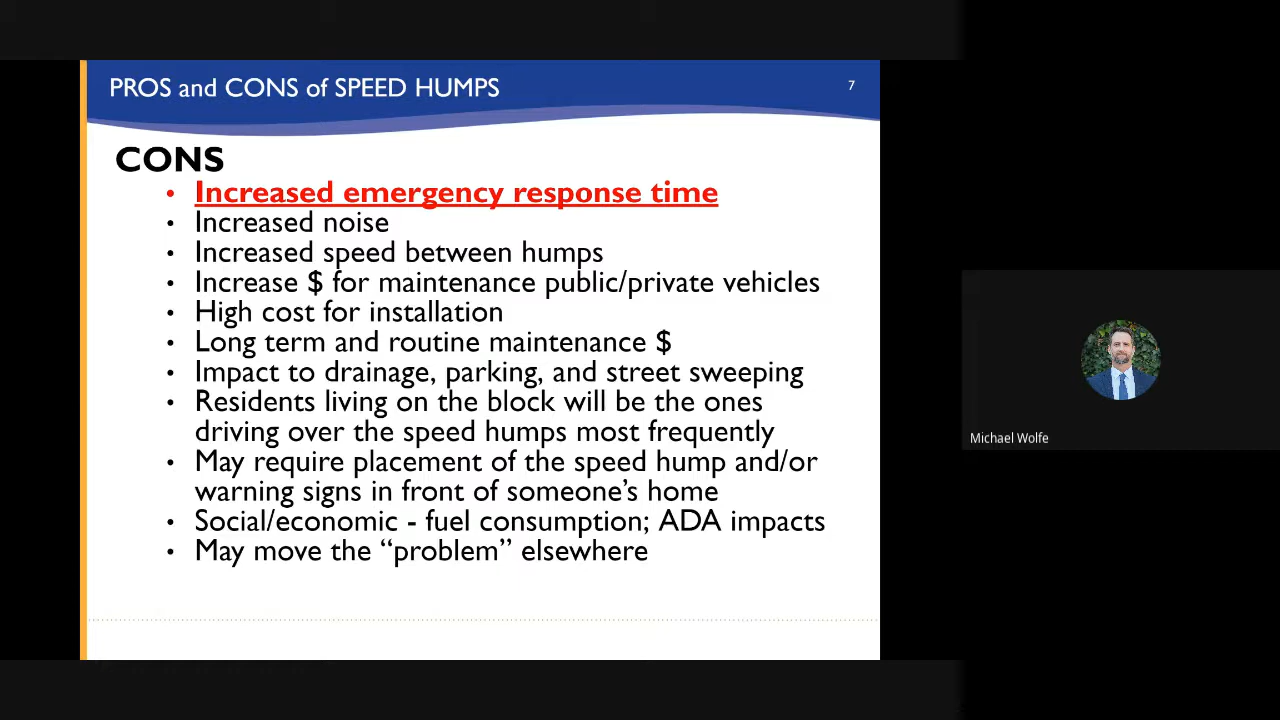 PROS and CONS of SPEED HUMPS
7
CONS
• Increased emergency response time
• Increased noise
• Increased speed between humps
• Increase $ for maintenance public/private vehicles
• High cost for installation
• Long term and routine maintenance $
• Impact to drainage, parking, and street sweeping
• Residents living on the block will be the ones
driving over the speed humps most frequently
• May require placement of the speed hump and/or
warning signs in front of someone’s home
• Social/economic - fuel consumption; ADA impacts
• May move the “problem” elsewhere
Michael Wolfe